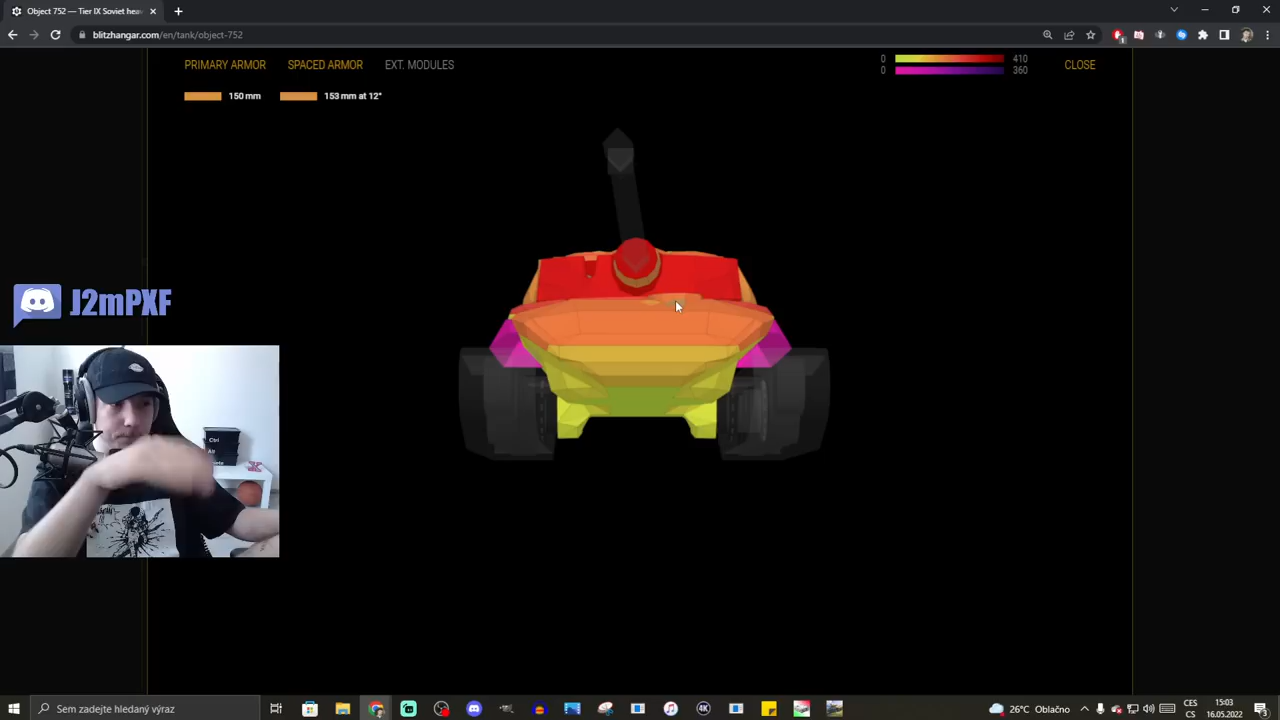 Object 752 — Tier IX Soviet hea
blitzhangar.com/en/tank/object-752
PRIMARY ARMOR SPACED ARMOR EXT. MODULES
0 410
0 360
CLOSE
150 mm 153 mm at 12°
J2mPXF
Ctrl
Alt
Sem zadejte hledaný výraz
26°C Oblačno
CES
CS
15:03
16.05.2022